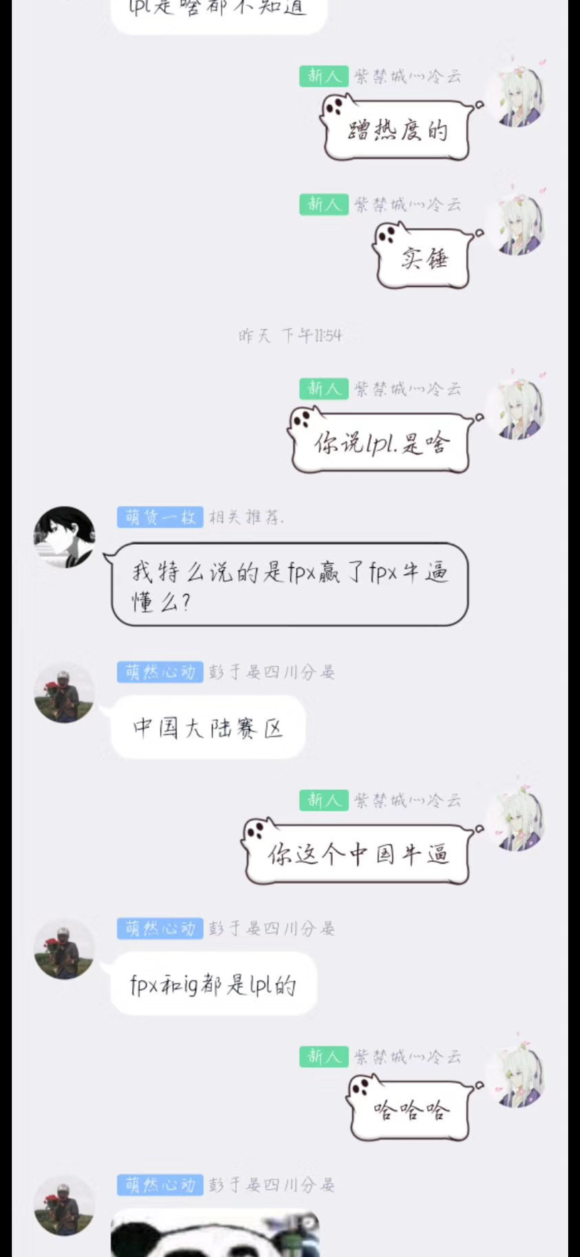 lpl是啥都不知道
新人 紫禁城心冷云
蹭热度的
新人 紫禁城心冷云
实锤
昨天 下午11:54
新人 紫禁城心冷云
你说lpl.是啥
萌货一枚 相关推荐.
我特么说的是fpx赢了fpx牛逼
懂么?
萌然心动 彭于晏四川分晏
中国大陆赛区
新人 紫禁城心冷云
你这个中国牛逼
萌然心动 彭于晏四川分晏
fpx和ig都是lpl的
新人 紫禁城心冷云
哈哈哈
萌然心动 彭于晏四川分晏